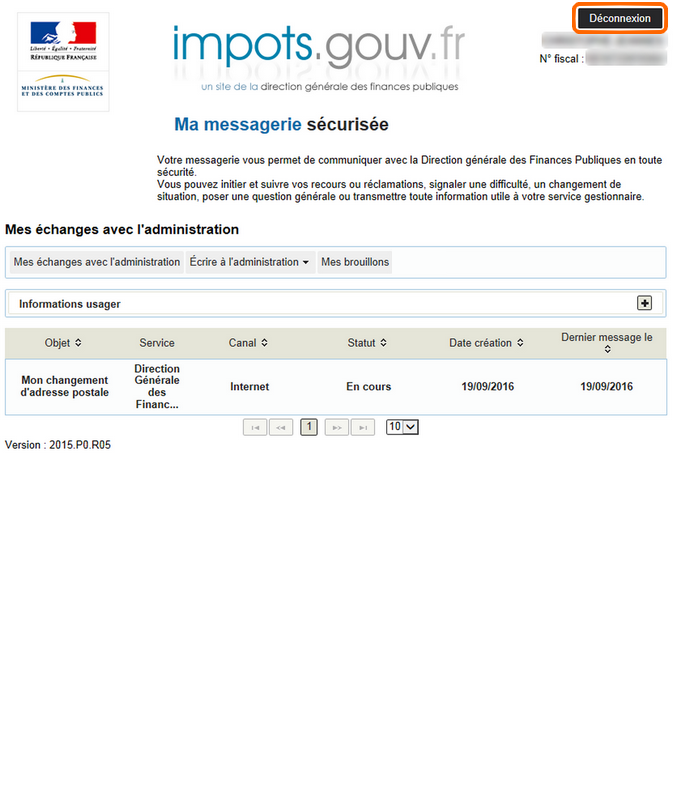 Déconnexion
Liberté • Égalité • Fraternité
RÉPUBLIQUE FRANÇAISE
MINISTÈRE DES FINANCES
ET DES COMPTES PUBLICS
impots.gouv.fr
un site de la direction générale des finances publiques
N° fiscal :
Ma messagerie sécurisée
Votre messagerie vous permet de communiquer avec la Direction générale des Finances Publiques en toute
sécurité.
Vous pouvez initier et suivre vos recours ou réclamations, signaler une difficulté, un changement de
situation, poser une question générale ou transmettre toute information utile à votre service gestionnaire.
Mes échanges avec l'administration
Mes échanges avec l'administration Écrire à l'administration Mes brouillons
Informations usager
Objet Service Canal Statut Date création Dernier message le
Mon changement
d'adresse postale
Direction
Générale
des
Financ...
Internet
En cours
19/09/2016
19/09/2016
1
10
Version : 2015.P0.R05